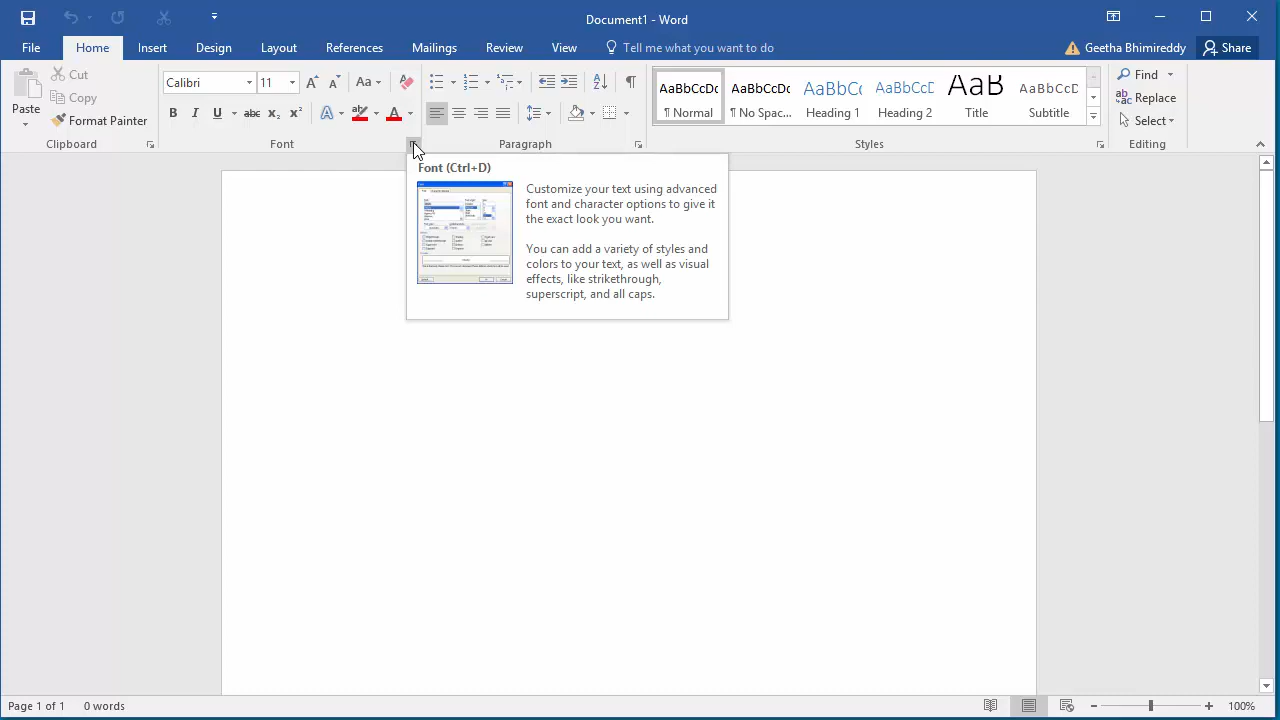 Document1 - Word
File Home Insert Design Layout References Mailings Review View Tell me what you want to do Geetha Bhimireddy Share
Paste
Cut
Copy
Format Painter
Clipboard
Calibri 11
Aa
B I U abc x₂ x² A A
Font
Paragraph
AaBbCcDc AaBbCcDc AaBbCc AaBbCcD AaB AaBbCcD
¶ Normal ¶ No Spac... Heading 1 Heading 2 Title Subtitle
Styles
Find
Replace
Select
Editing
Font (Ctrl+D)
Customize your text using advanced
font and character options to give it
the exact look you want.
You can add a variety of styles and
colors to your text, as well as visual
effects, like strikethrough,
superscript, and all caps.
Page 1 of 1 0 words 100%